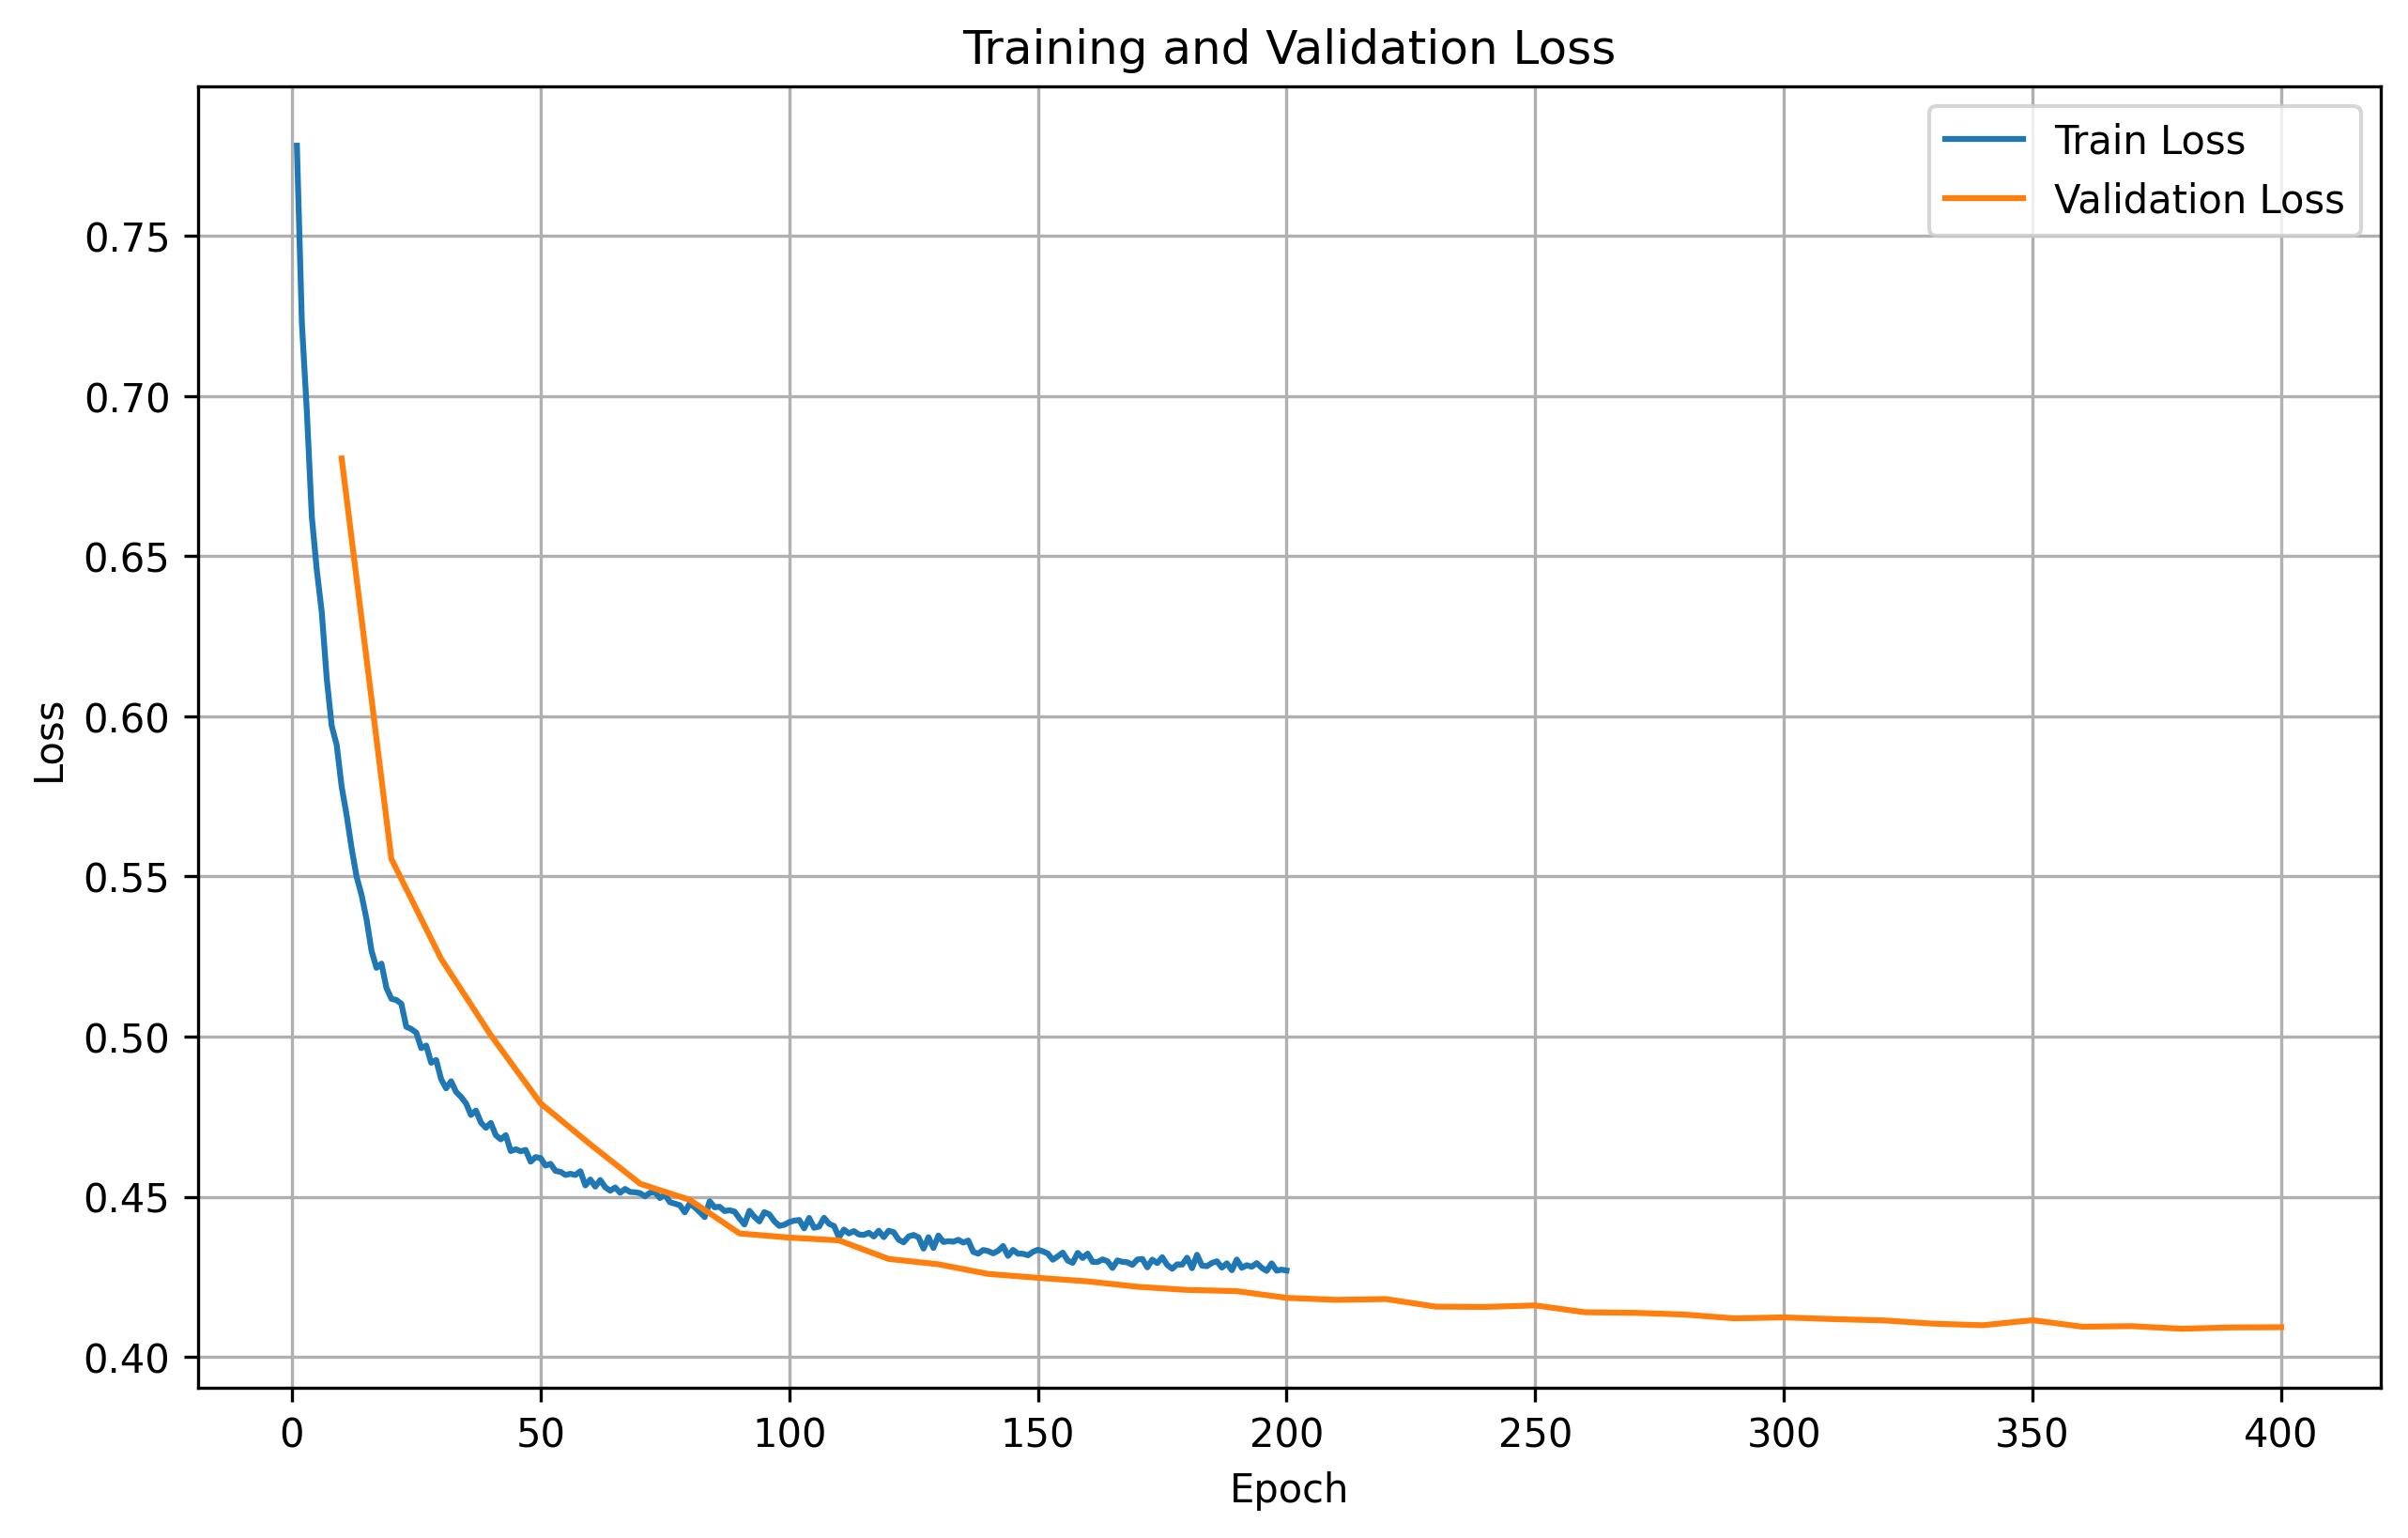 Training and Validation Loss
Train Loss
Validation Loss
0.75
0.70
0.65
0.60
0.55
0.50
0.45
0.40
Loss
0 50 100 150 200 250 300 350 400
Epoch